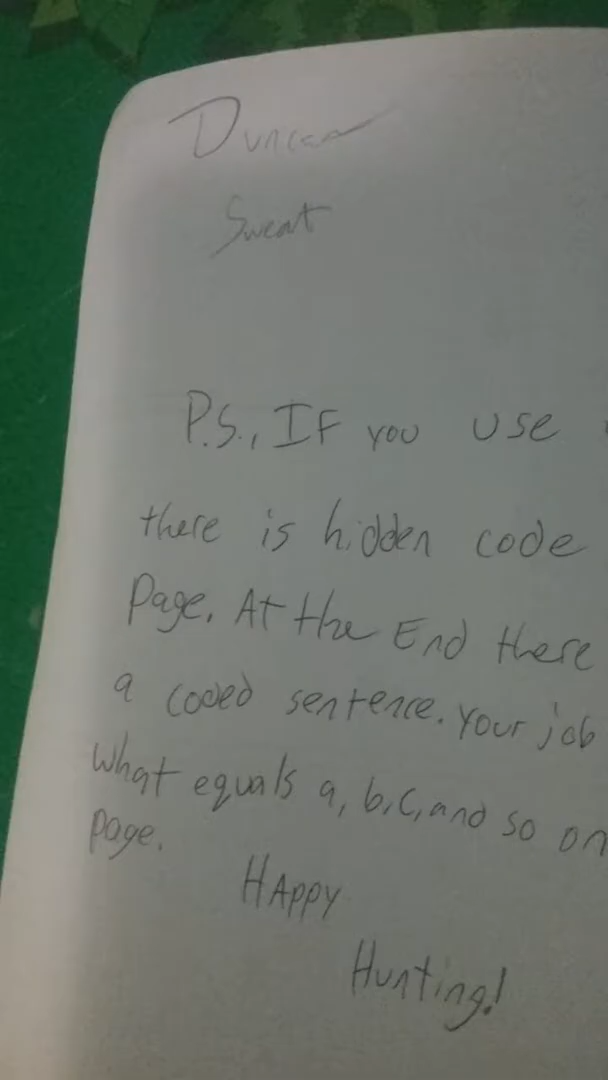 Duncan
Sweat
P.S., IF you use
there is hidden code
Page. At the End there
a coded sentence. Your job
what equals a, b, c, and so on
page.
HAppy
Hunting!